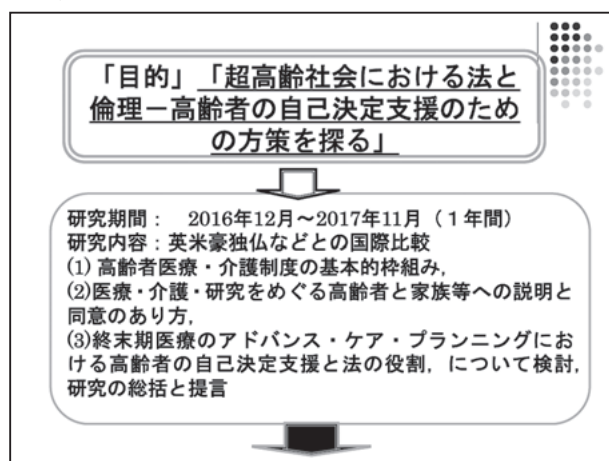 「目的」「超高齢社会における法と
倫理－高齢者の自己決定支援のため
の方策を探る」
研究期間： 2016年12月～2017年11月（１年間）
研究内容：英米豪独仏などとの国際比較
(1) 高齢者医療・介護制度の基本的枠組み,
(2)医療・介護・研究をめぐる高齢者と家族等への説明と
同意のあり方,
(3)終末期医療のアドバンス・ケア・プランニングにお
ける高齢者の自己決定支援と法の役割，について検討,
研究の総括と提言